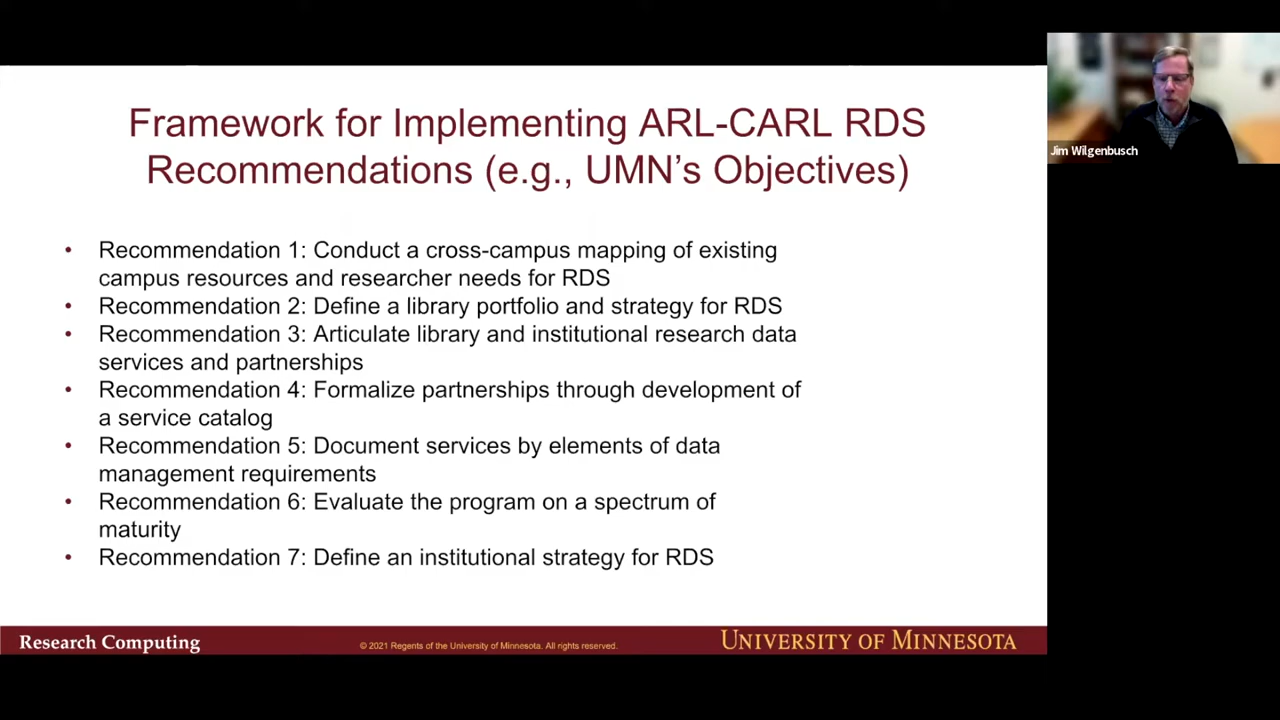 Framework for Implementing ARL-CARL RDS
Recommendations (e.g., UMN's Objectives)
• Recommendation 1: Conduct a cross-campus mapping of existing
campus resources and researcher needs for RDS
• Recommendation 2: Define a library portfolio and strategy for RDS
• Recommendation 3: Articulate library and institutional research data
services and partnerships
• Recommendation 4: Formalize partnerships through development of
a service catalog
• Recommendation 5: Document services by elements of data
management requirements
• Recommendation 6: Evaluate the program on a spectrum of
maturity
• Recommendation 7: Define an institutional strategy for RDS
Research Computing
© 2021 Regents of the University of Minnesota. All rights reserved.
UNIVERSITY OF MINNESOTA
Jim Wilgenbusch